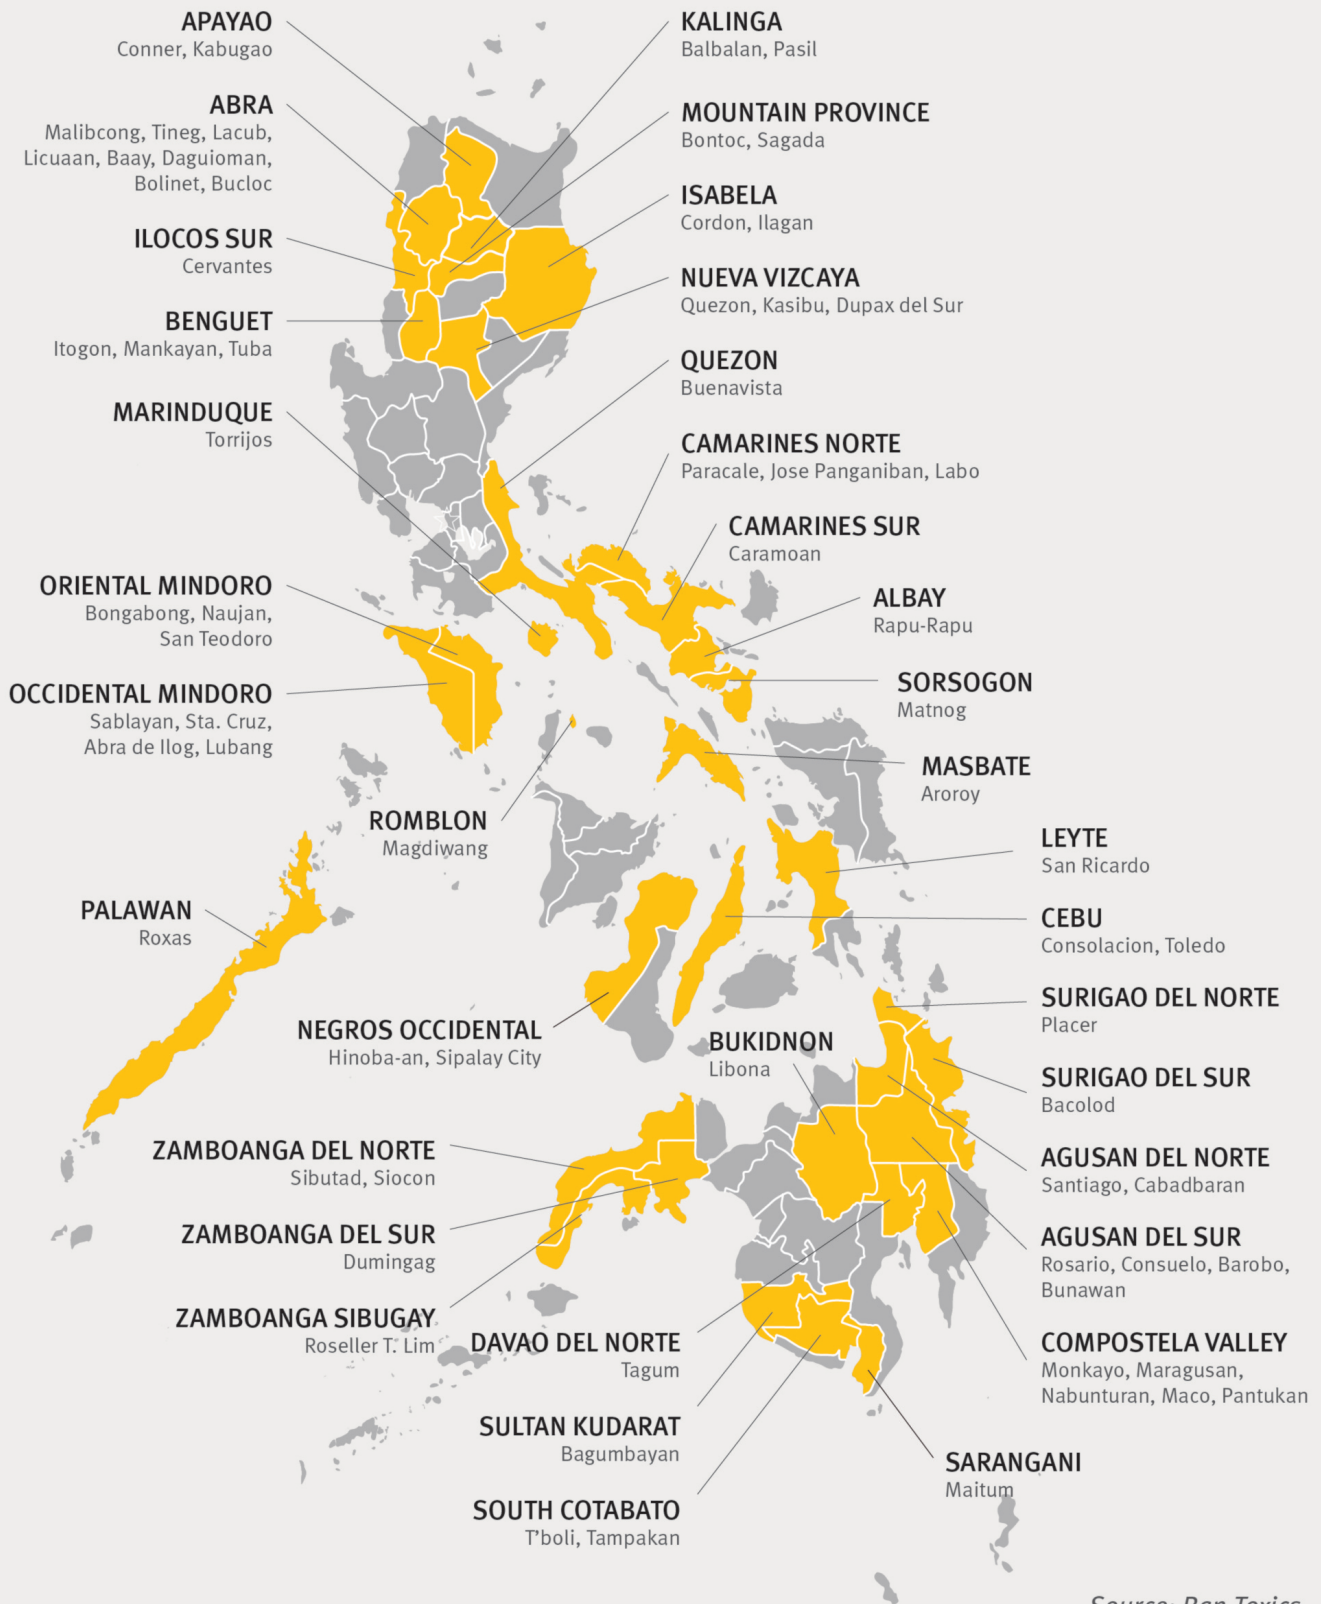 APAYAO
Conner, Kabugao
ABRA
Malibcong, Tineg, Lacub,
Licuaan, Baay, Daguioman,
Bolinet, Bucloc
ILOCOS SUR
Cervantes
BENGUET
Itogon, Mankayan, Tuba
MARINDUQUE
Torrijos
ORIENTAL MINDORO
Bongabong, Naujan,
San Teodoro
OCCIDENTAL MINDORO
Sablayan, Sta. Cruz,
Abra de Ilog, Lubang
ROMBLON
Magdiwang
PALAWAN
Roxas
NEGROS OCCIDENTAL
Hinoba-an, Sipalay City
ZAMBOANGA DEL NORTE
Sibutad, Siocon
ZAMBOANGA DEL SUR
Dumingag
ZAMBOANGA SIBUGAY
Roseller T. Lim
DAVAO DEL NORTE
Tagum
SULTAN KUDARAT
Bagumbayan
SOUTH COTABATO
T'boli, Tampakan
KALINGA
Balbalan, Pasil
MOUNTAIN PROVINCE
Bontoc, Sagada
ISABELA
Cordon, Ilagan
NUEVA VIZCAYA
Quezon, Kasibu, Dupax del Sur
QUEZON
Buenavista
CAMARINES NORTE
Paracale, Jose Panganiban, Labo
CAMARINES SUR
Caramoan
ALBAY
Rapu-Rapu
SORSOGON
Matnog
MASBATE
Aroroy
LEYTE
San Ricardo
CEBU
Consolacion, Toledo
SURIGAO DEL NORTE
Placer
BUKIDNON
Libona
SURIGAO DEL SUR
Bacolod
AGUSAN DEL NORTE
Santiago, Cabadbaran
AGUSAN DEL SUR
Rosario, Consuelo, Barobo,
Bunawan
COMPOSTELA VALLEY
Monkayo, Maragusan,
Nabunturan, Maco, Pantukan
SARANGANI
Maitum
Source: Ban Toxics